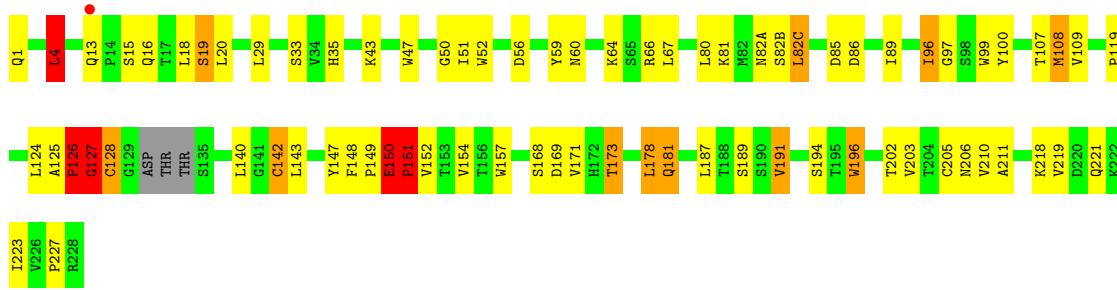 Q1 L4 Q13 P14 S15 Q16 T17 L18 S19 L20 L29 S33 V34 H35 K43 W47 G50 I51 W52 D56 Y59 N60 K64 S65 R66 L67 L80 K81 M82 N82A S82B L82C D85 D86 I89 I96 G97 S98 W99 Y100 T107 M108 V109 P119
L124 A125 P126 G127 C128 G129 ASP THR THR S135 L140 G141 C142 L143 Y147 F148 P149 E150 P151 V152 T153 V154 T156 W157 S168 D169 V171 H172 T173 L178 Q181 L187 T188 S189 S190 V191 S194 T195 W196 T202 V203 T204 C205 N206 V210 A211 K218 V219 D220 Q221 K222
I223 V226 P227 R228